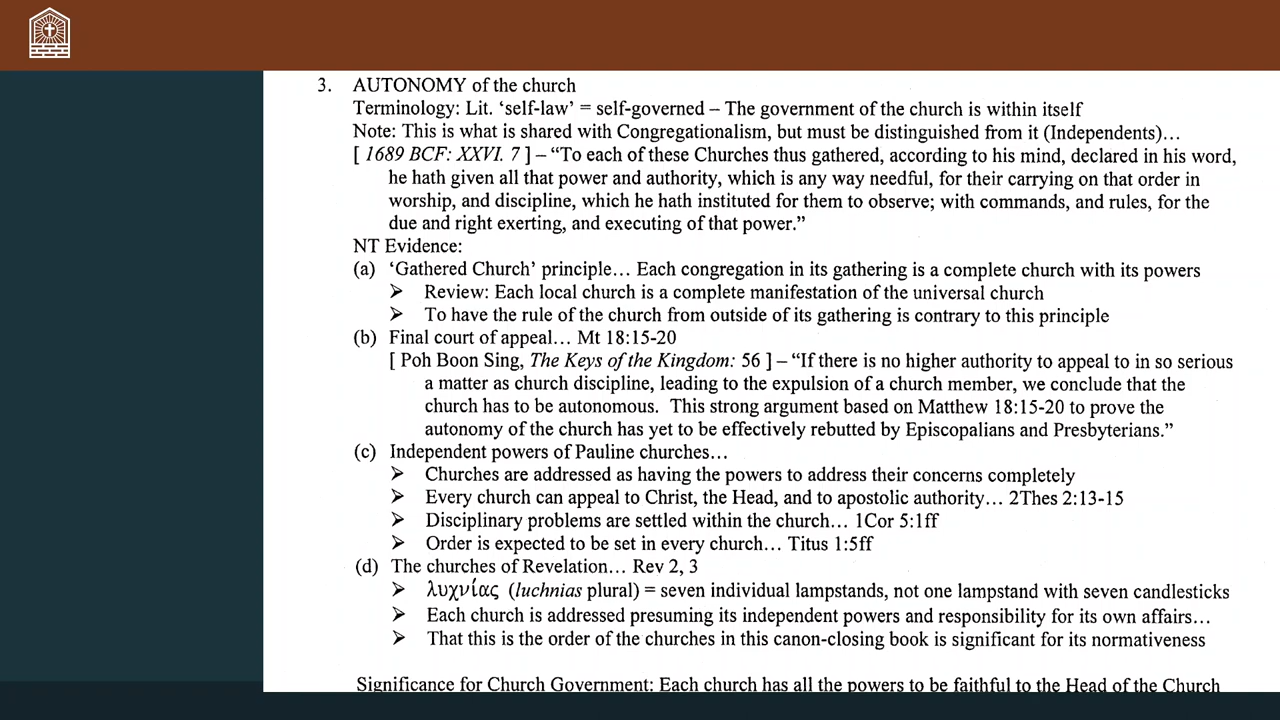 3. AUTONOMY of the church
Terminology: Lit. ‘self-law’ = self-governed – The government of the church is within itself
Note: This is what is shared with Congregationalism, but must be distinguished from it (Independents)…
[ 1689 BCF: XXVI. 7 ] – “To each of these Churches thus gathered, according to his mind, declared in his word,
he hath given all that power and authority, which is any way needful, for their carrying on that order in
worship, and discipline, which he hath instituted for them to observe; with commands, and rules, for the
due and right exerting, and executing of that power.”
NT Evidence:
(a) ‘Gathered Church’ principle… Each congregation in its gathering is a complete church with its powers
➢ Review: Each local church is a complete manifestation of the universal church
➢ To have the rule of the church from outside of its gathering is contrary to this principle
(b) Final court of appeal… Mt 18:15-20
[ Poh Boon Sing, The Keys of the Kingdom: 56 ] – “If there is no higher authority to appeal to in so serious
a matter as church discipline, leading to the expulsion of a church member, we conclude that the
church has to be autonomous. This strong argument based on Matthew 18:15-20 to prove the
autonomy of the church has yet to be effectively rebutted by Episcopalians and Presbyterians.”
(c) Independent powers of Pauline churches…
➢ Churches are addressed as having the powers to address their concerns completely
➢ Every church can appeal to Christ, the Head, and to apostolic authority… 2Thes 2:13-15
➢ Disciplinary problems are settled within the church… 1Cor 5:1ff
➢ Order is expected to be set in every church… Titus 1:5ff
(d) The churches of Revelation… Rev 2, 3
➢ λυχνίας (luchnias plural) = seven individual lampstands, not one lampstand with seven candlesticks
➢ Each church is addressed presuming its independent powers and responsibility for its own affairs…
➢ That this is the order of the churches in this canon-closing book is significant for its normativeness
Significance for Church Government: Each church has all the powers to be faithful to the Head of the Church